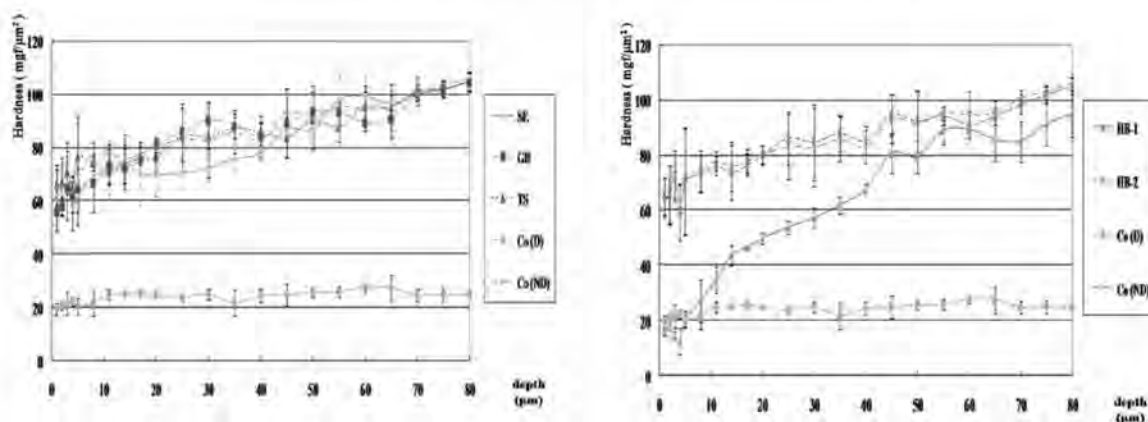 Hardness ( mgf/μm²)
120
100
80
60
40
20
0
0 10 20 30 40 50 60 70 80
depth
(μm)
SE
GB
TS
Co(D)
Co(ND)
Hardness ( mgf/μm²)
120
100
80
60
40
20
0
0 10 20 30 40 50 60 70 80
depth
(μm)
HB-1
HB-2
Co(D)
Co(ND)